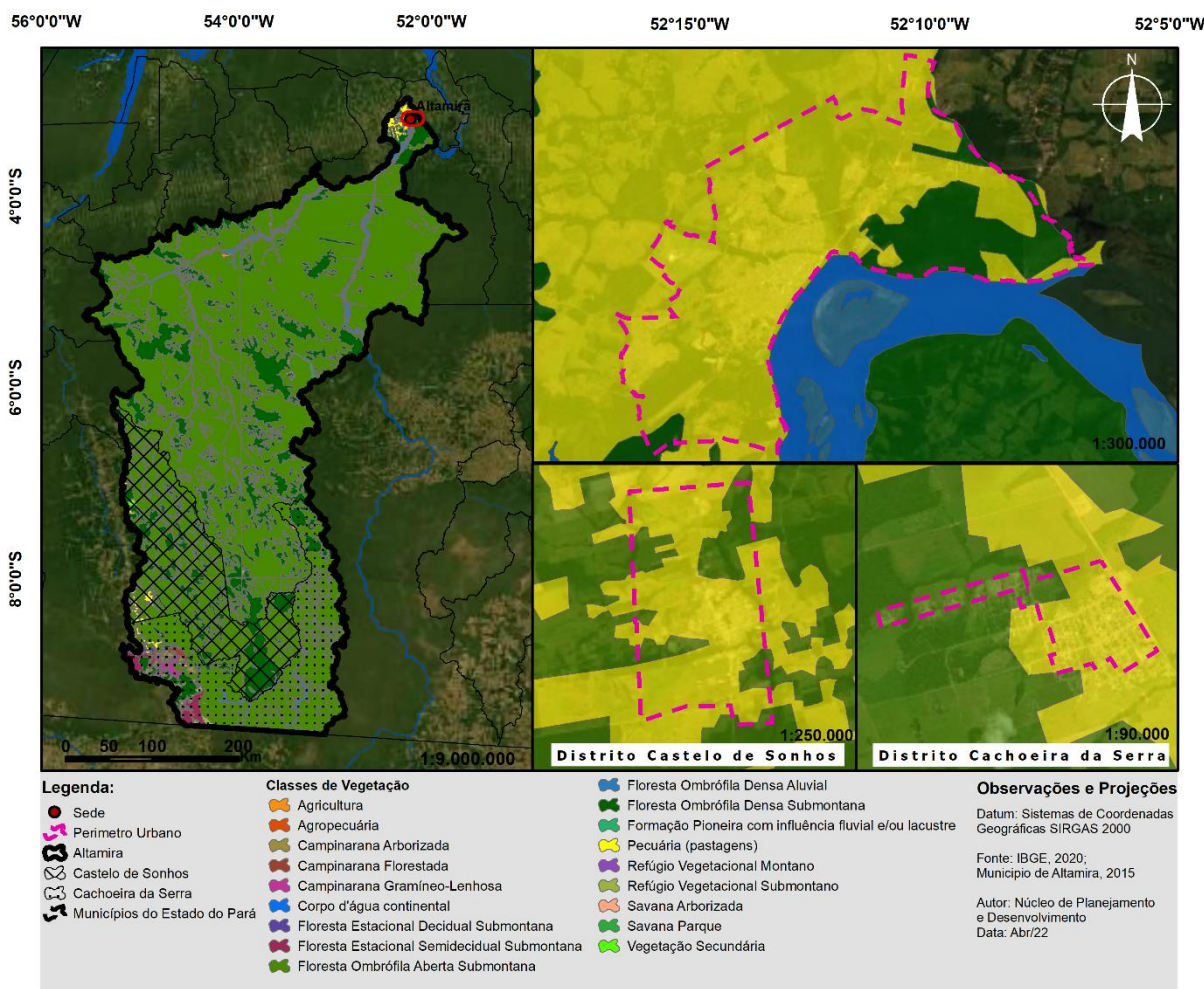 56°0'0"W 54°0'0"W 52°0'0"W 52°15'0"W 52°10'0"W 52°5'0"W
4°0'0"S
6°0'0"S
8°0'0"S
Altamira
N
1:300.000
0 50 100 200
Km
1:9.000.000
1:250.000
Distrito Castelo de Sonhos
1:90.000
Distrito Cachoeira da Serra
Legenda:
Sede
Perimetro Urbano
Altamira
Castelo de Sonhos
Cachoeira da Serra
Municípios do Estado do Pará
Classes de Vegetação
Agricultura
Agropecuária
Campinarana Arborizada
Campinarana Florestada
Campinarana Gramíneo-Lenhosa
Corpo d'água continental
Floresta Estacional Decidual Submontana
Floresta Estacional Semidecidual Submontana
Floresta Ombrófila Aberta Submontana
Floresta Ombrófila Densa Aluvial
Floresta Ombrófila Densa Submontana
Formação Pioneira com influência fluvial e/ou lacustre
Pecuária (pastagens)
Refúgio Vegetacional Montano
Refúgio Vegetacional Submontano
Savana Arborizada
Savana Parque
Vegetação Secundária
Observações e Projeções
Datum: Sistemas de Coordenadas
Geográficas SIRGAS 2000
Fonte: IBGE, 2020;
Municipio de Altamira, 2015
Autor: Núcleo de Planejamento
e Desenvolvimento
Data: Abr/22